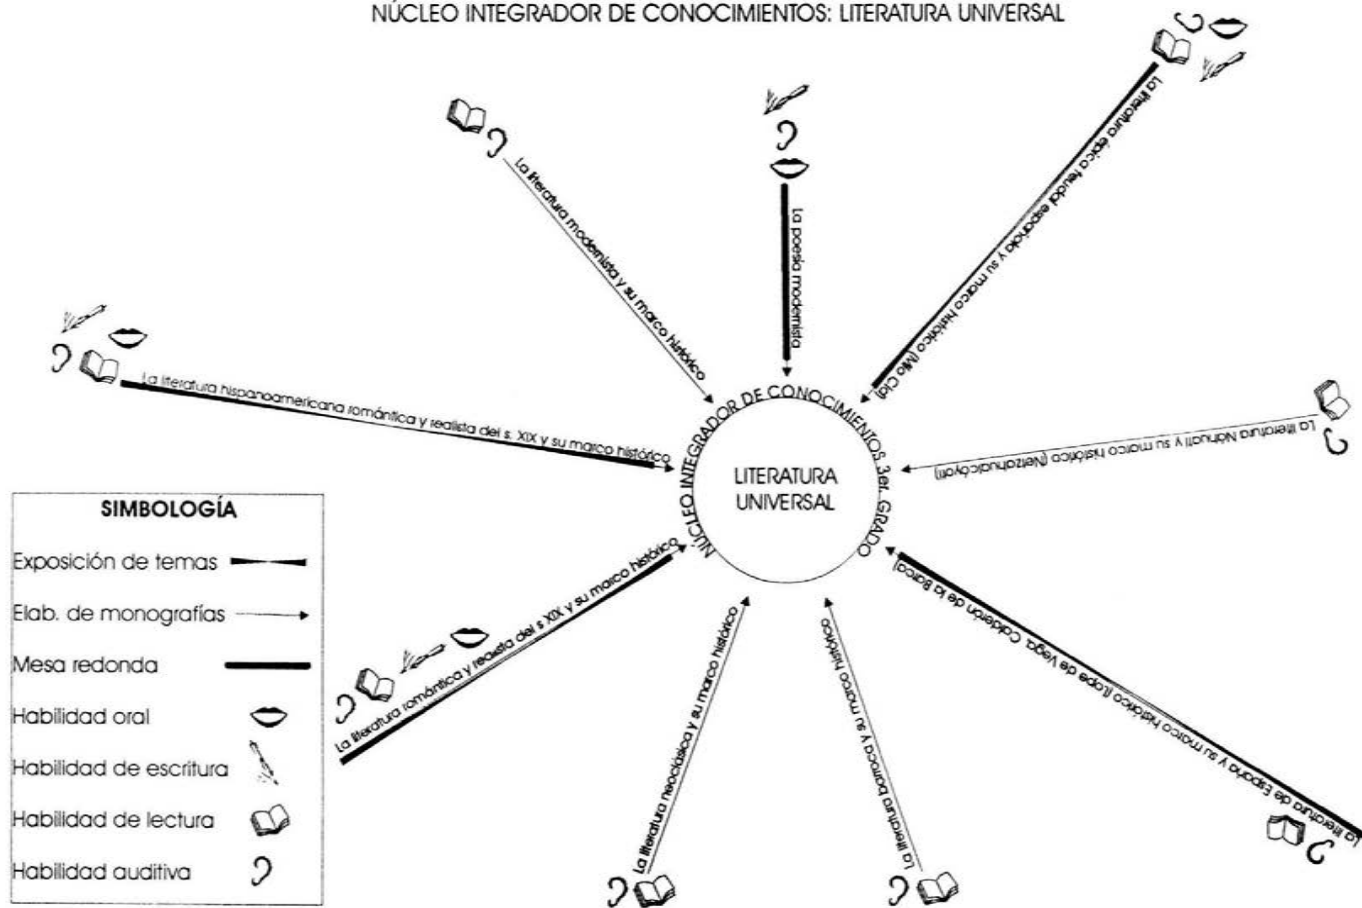 NÚCLEO INTEGRADOR DE CONOCIMIENTOS: LITERATURA UNIVERSAL
La literatura modernista y su marco histórico
La poesía modernista
La literatura épica feudal española y su marco histórico (Mio Cid)
La literatura hispanoamericana romántica y realista del s. XIX y su marco histórico
La literatura Náhuatl y su marco histórico (Netzahualcóyotl)
NÚCLEO INTEGRADOR DE CONOCIMIENTOS 3er. GRADO
LITERATURA
UNIVERSAL
La literatura romántica y realista del s XIX y su marco histórico
La literatura neoclásica y su marco histórico
La literatura barroca y su marco histórico
La literatura de España y su marco histórico (Lope de Vega, Calderón de la Barca)
SIMBOLOGÍA
Exposición de temas
Elab. de monografías
Mesa redonda
Habilidad oral
Habilidad de escritura
Habilidad de lectura
Habilidad auditiva